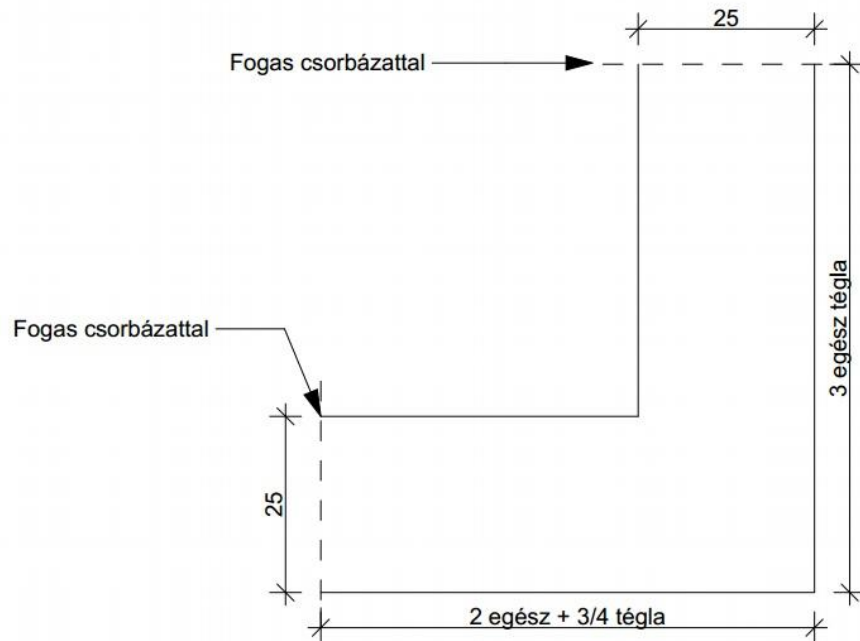 25
Fogas csorbázattal
3 egész tégla
Fogas csorbázattal
25
2 egész + 3/4 tégla